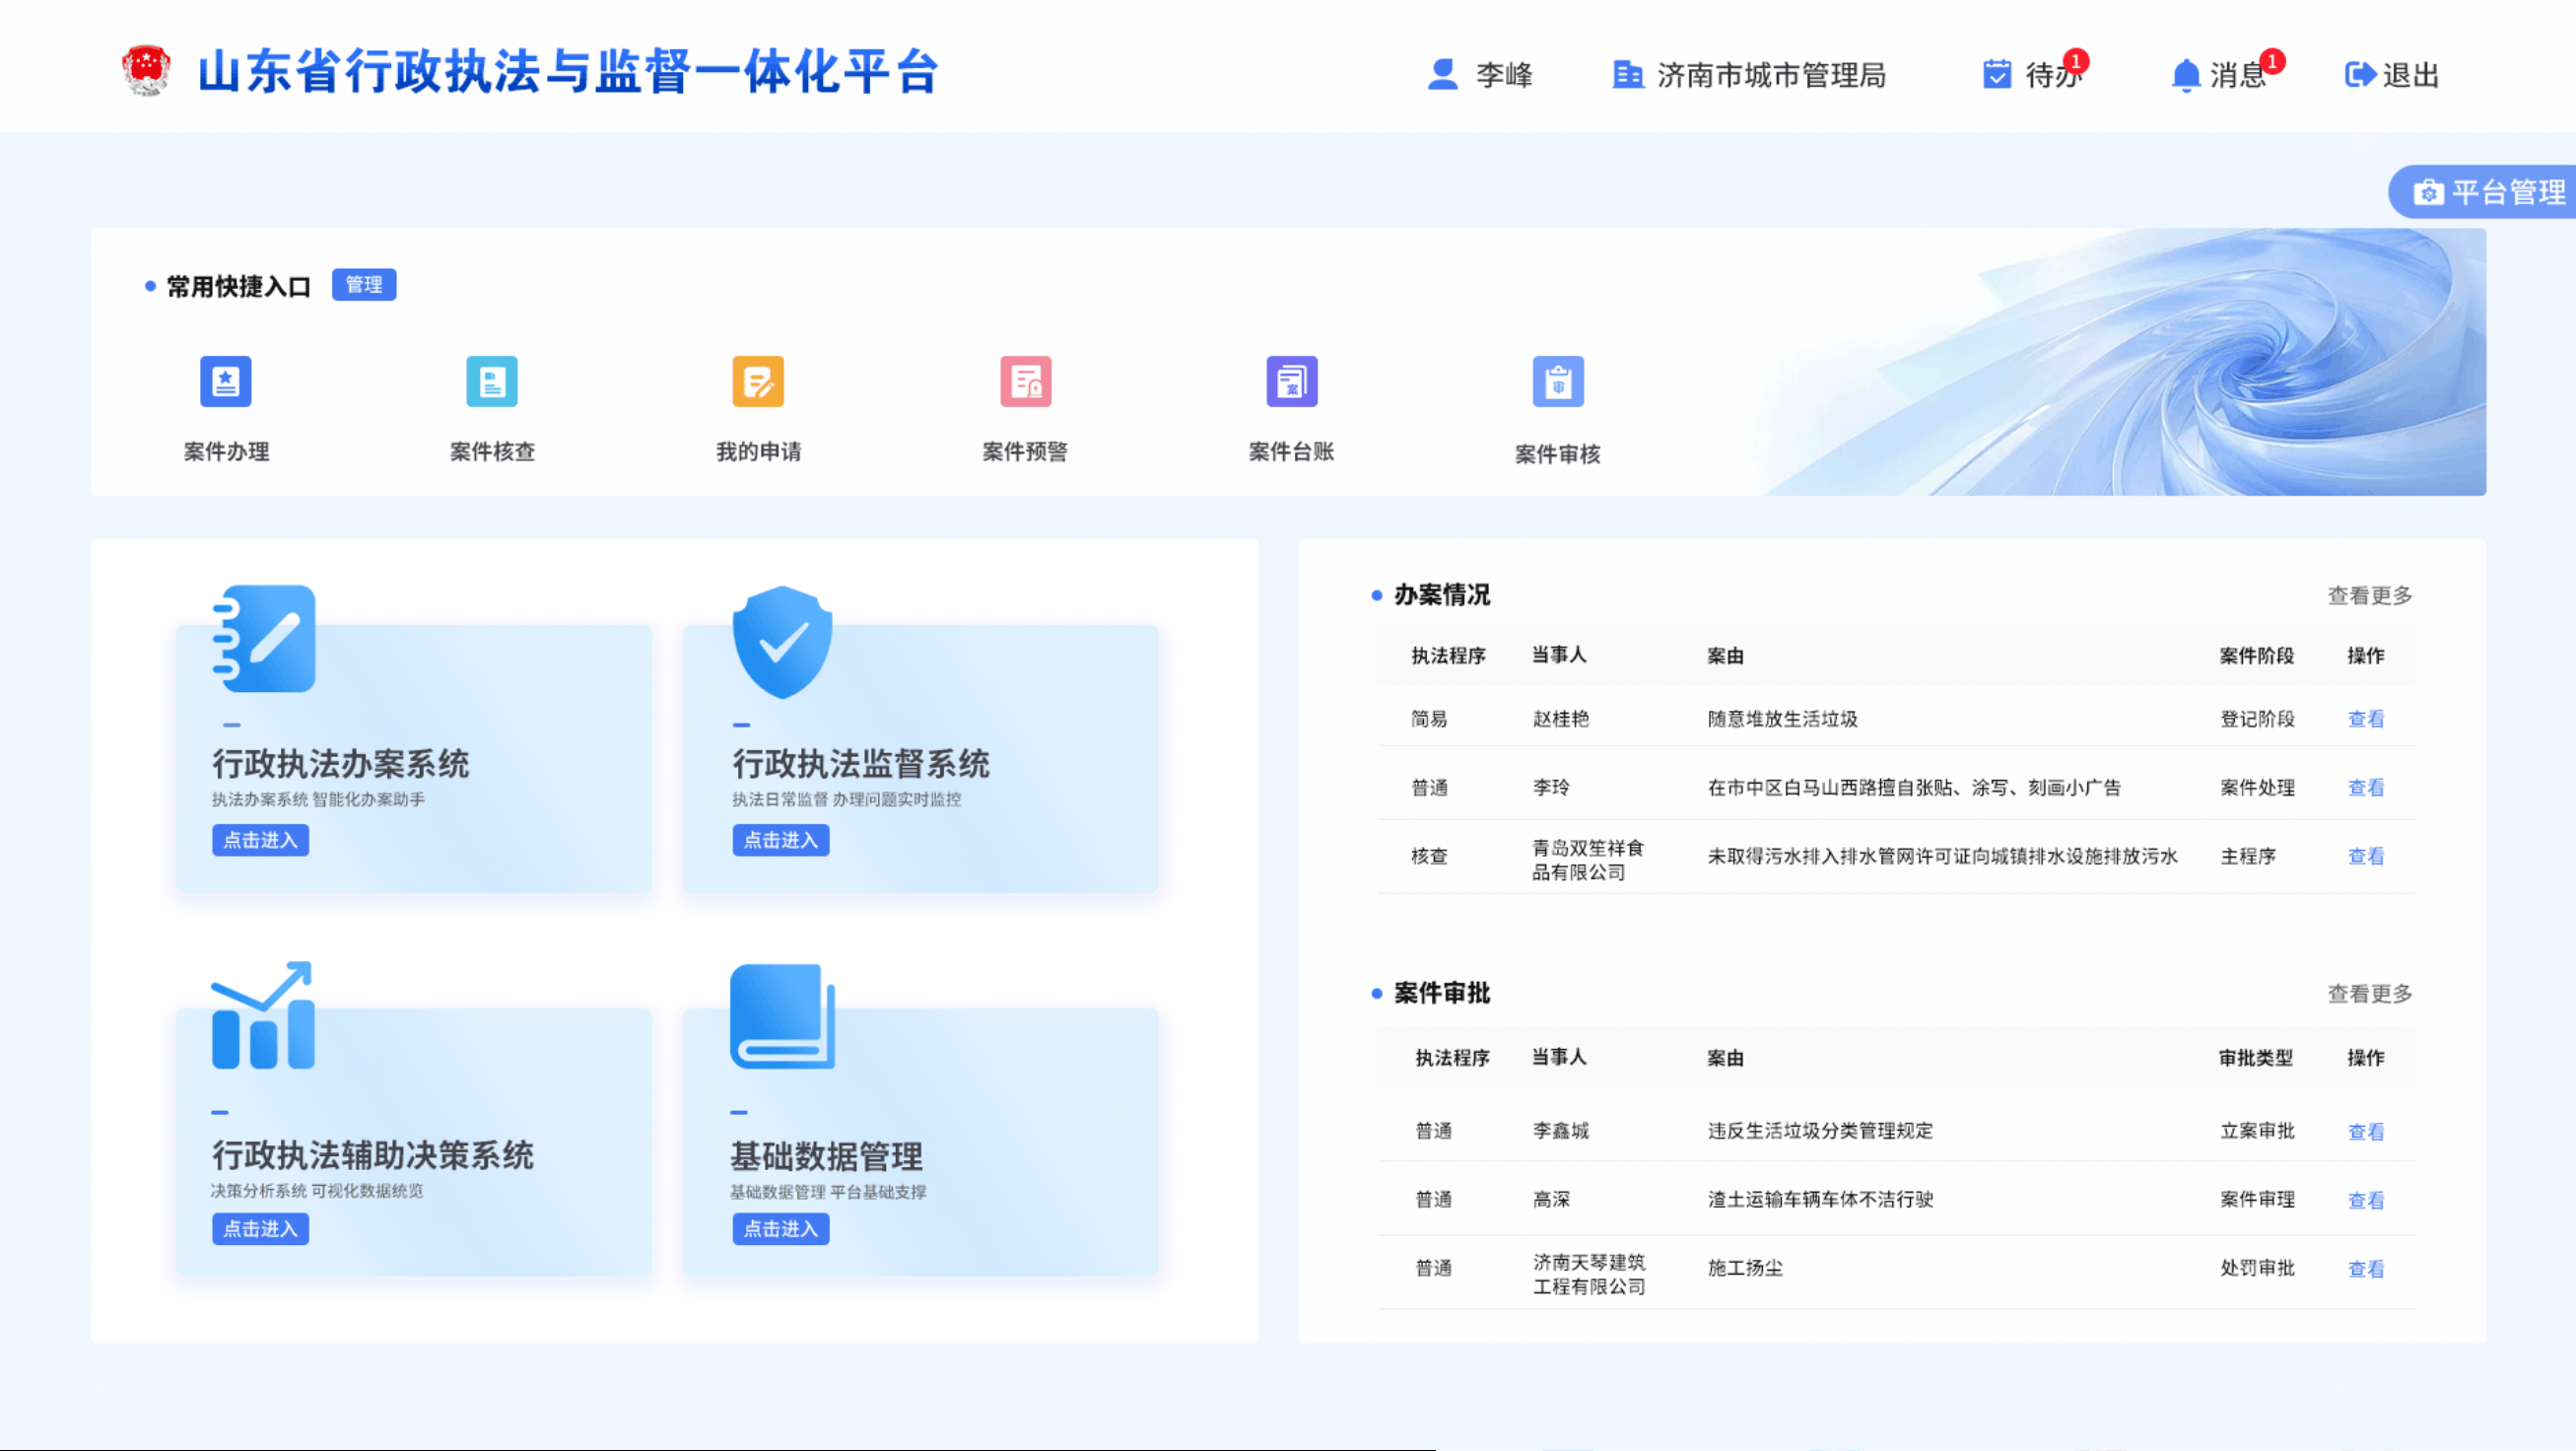 山东省行政执法与监督一体化平台
李峰
济南市城市管理局
待办
1
消息
1
退出
平台管理
常用快捷入口
管理
案件办理
案件核查
我的申请
案件预警
案
案件台账
审
案件审核
行政执法办案系统
执法办案系统 智能化办案助手
点击进入
行政执法监督系统
执法日常监督 办理问题实时监控
点击进入
行政执法辅助决策系统
决策分析系统 可视化数据统览
点击进入
基础数据管理
基础数据管理 平台基础支撑
点击进入
办案情况
查看更多
执法程序 当事人 案由 案件阶段 操作
简易 赵桂艳 随意堆放生活垃圾 登记阶段 查看
普通 李玲 在市中区白马山西路擅自张贴、涂写、刻画小广告 案件处理 查看
核查 青岛双笙祥食 未取得污水排入排水管网许可证向城镇排水设施排放污水 主程序 查看
品有限公司
案件审批
查看更多
执法程序 当事人 案由 审批类型 操作
普通 李鑫城 违反生活垃圾分类管理规定 立案审批 查看
普通 高深 渣土运输车辆车体不洁行驶 案件审理 查看
普通 济南天琴建筑 施工扬尘 处罚审批 查看
工程有限公司